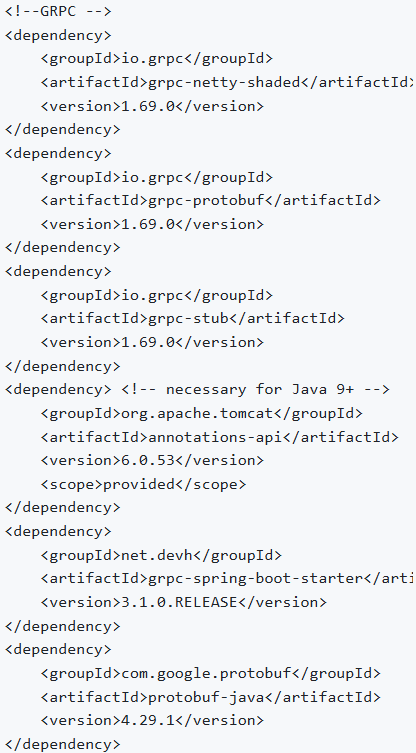 <!--GRPC -->
<dependency>
    <groupId>io.grpc</groupId>
    <artifactId>grpc-netty-shaded</artifactId>
    <version>1.69.0</version>
</dependency>
<dependency>
    <groupId>io.grpc</groupId>
    <artifactId>grpc-protobuf</artifactId>
    <version>1.69.0</version>
</dependency>
<dependency>
    <groupId>io.grpc</groupId>
    <artifactId>grpc-stub</artifactId>
    <version>1.69.0</version>
</dependency>
<dependency> <!-- necessary for Java 9+ -->
    <groupId>org.apache.tomcat</groupId>
    <artifactId>annotations-api</artifactId>
    <version>6.0.53</version>
    <scope>provided</scope>
</dependency>
<dependency>
    <groupId>net.devh</groupId>
    <artifactId>grpc-spring-boot-starter</arti
    <version>3.1.0.RELEASE</version>
</dependency>
<dependency>
    <groupId>com.google.protobuf</groupId>
    <artifactId>protobuf-java</artifactId>
    <version>4.29.1</version>
</dependency>